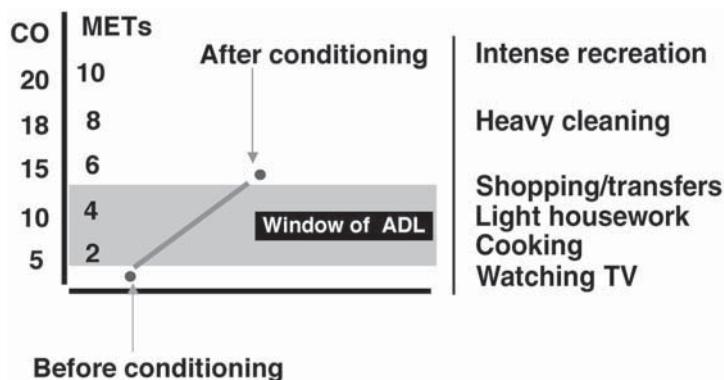 CO METs
After conditioning
20 10
18 8
15 6
10 4
5 2
Window of ADL
Before conditioning
Intense recreation
Heavy cleaning
Shopping/transfers
Light housework
Cooking
Watching TV